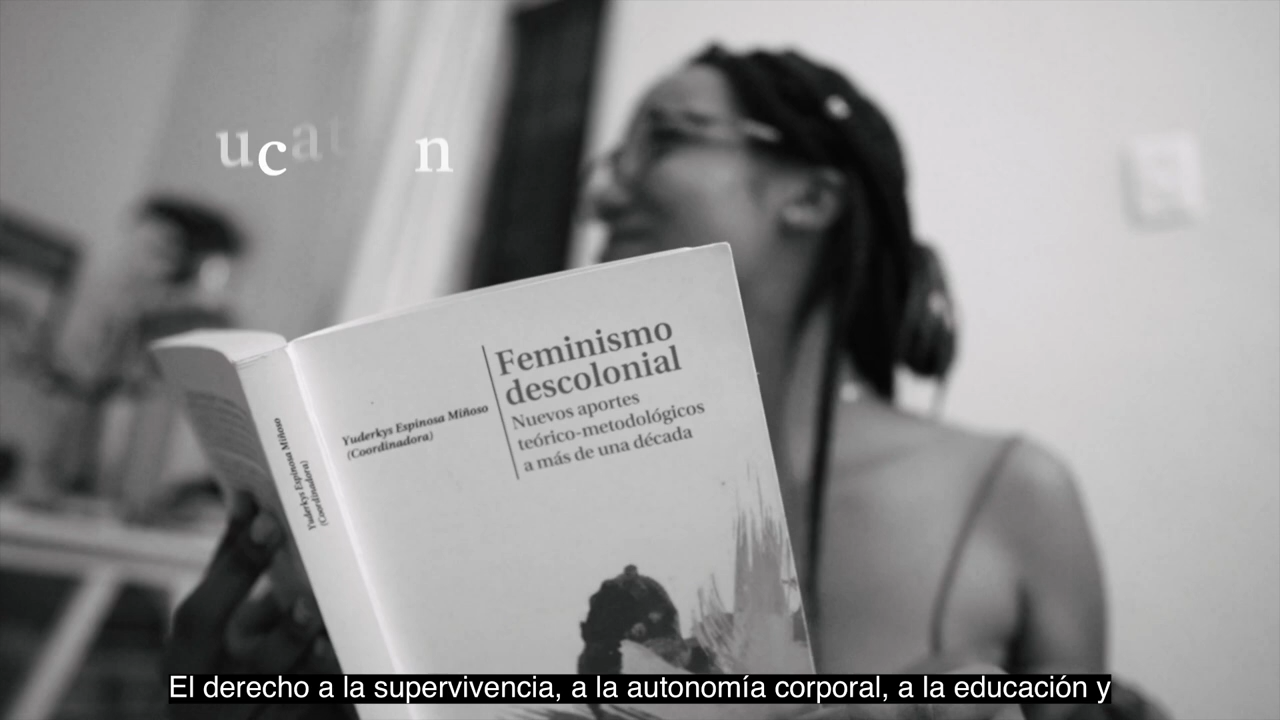 Feminismo
descolonial
Nuevos aportes
teórico-metodológicos
a más de una década
Yuderkys Espinosa Miñoso
(Coordinadora)
Yuderkys Espinosa Miñoso
(Coordinadora)
El derecho a la supervivencia, a la autonomía corporal, a la educación y